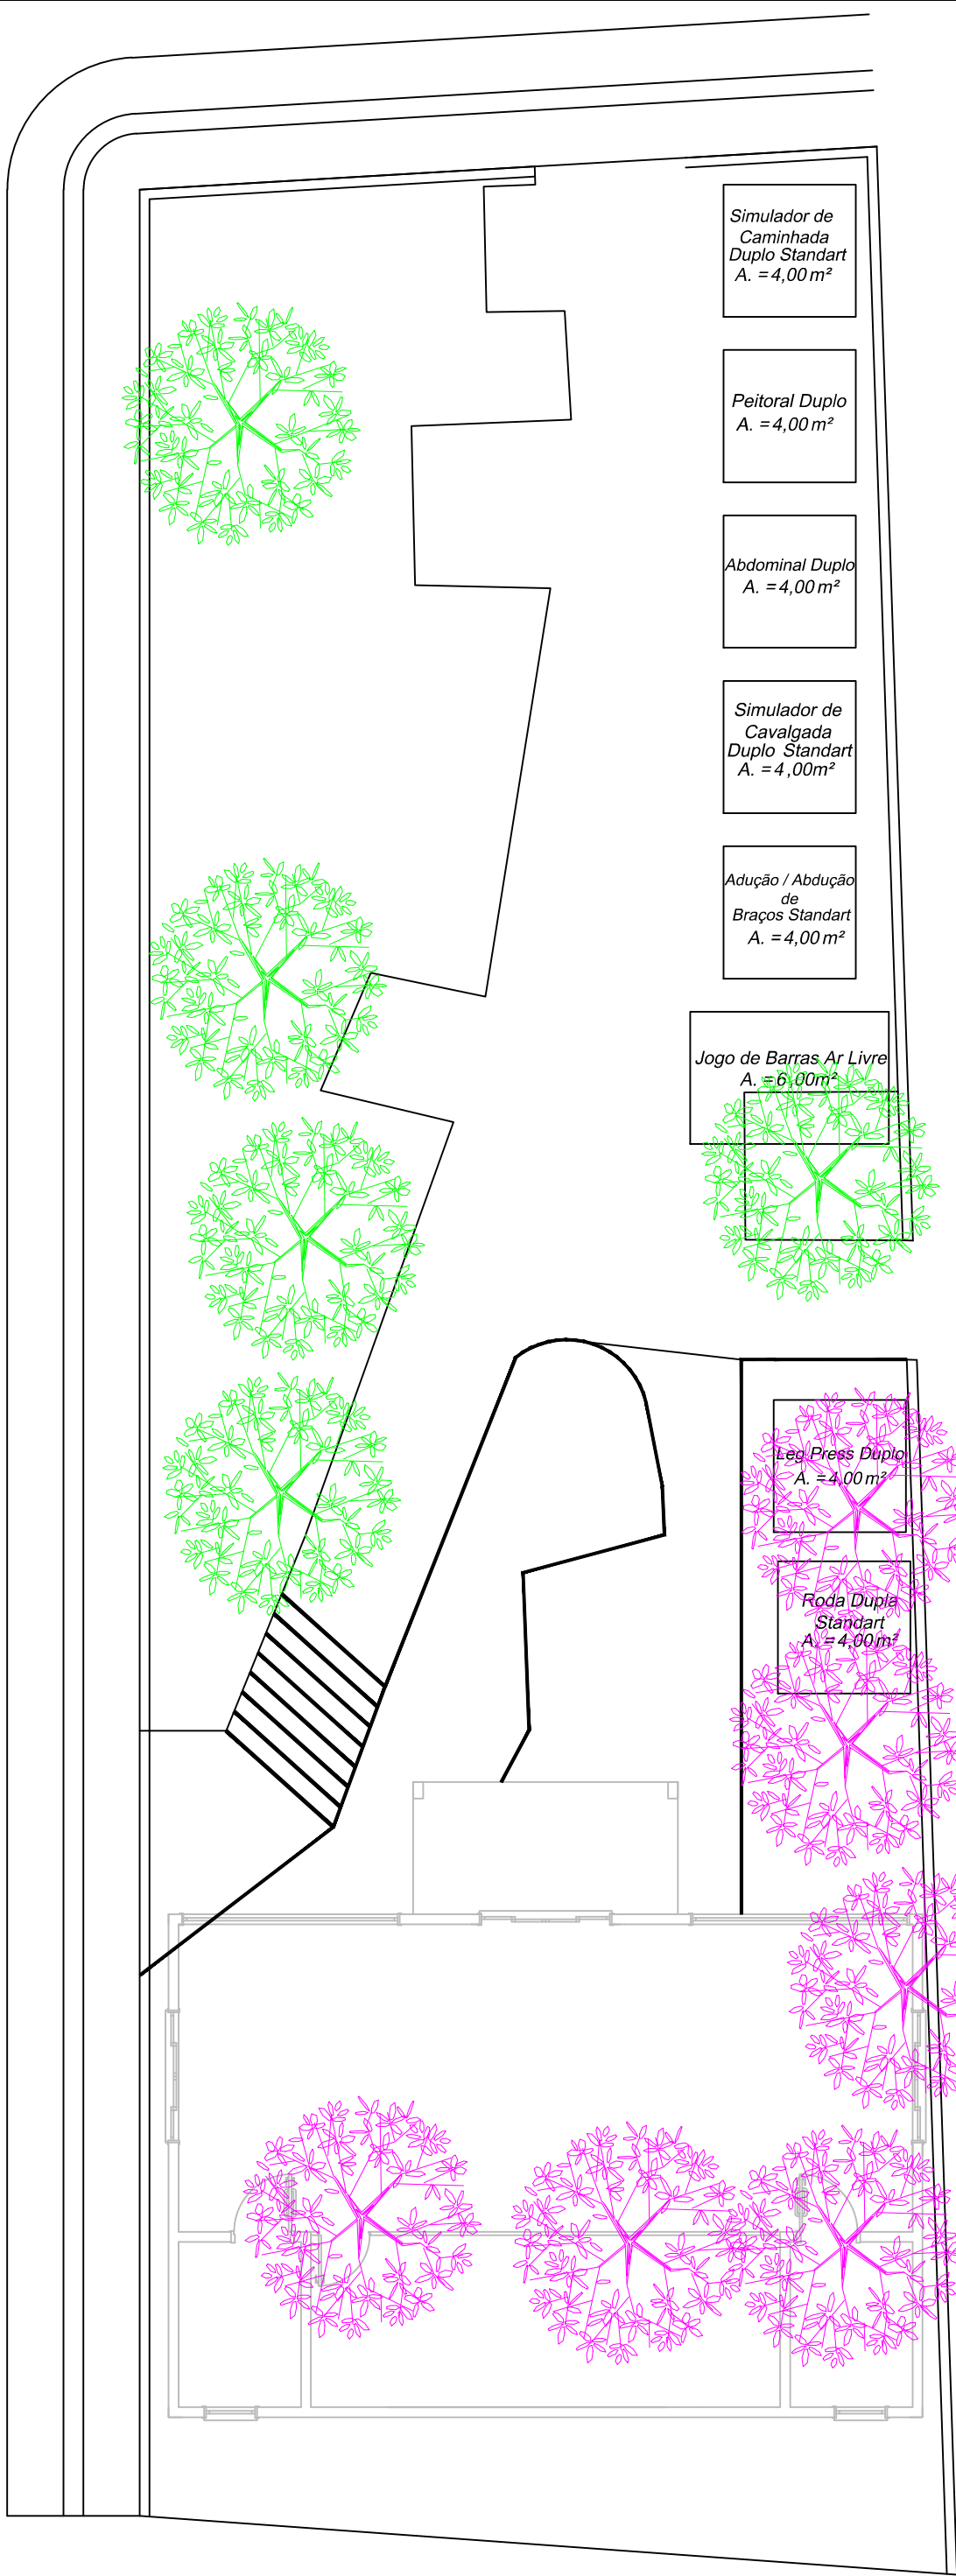 Simulador de
Caminhada
Duplo Standart
A. =4,00 m²
Peitoral Duplo
A. =4,00 m²
Abdominal Duplo
A. =4,00 m²
Simulador de
Cavalgada
Duplo Standart
A. =4,00m²
Adução / Abdução
de
Braços Standart
A. =4,00 m²
Jogo de Barras Ar Livre
A. =6,00m²
Leg Press Duplo
A. =4,00 m²
Roda Dupla
Standart
A. =4,00 m²